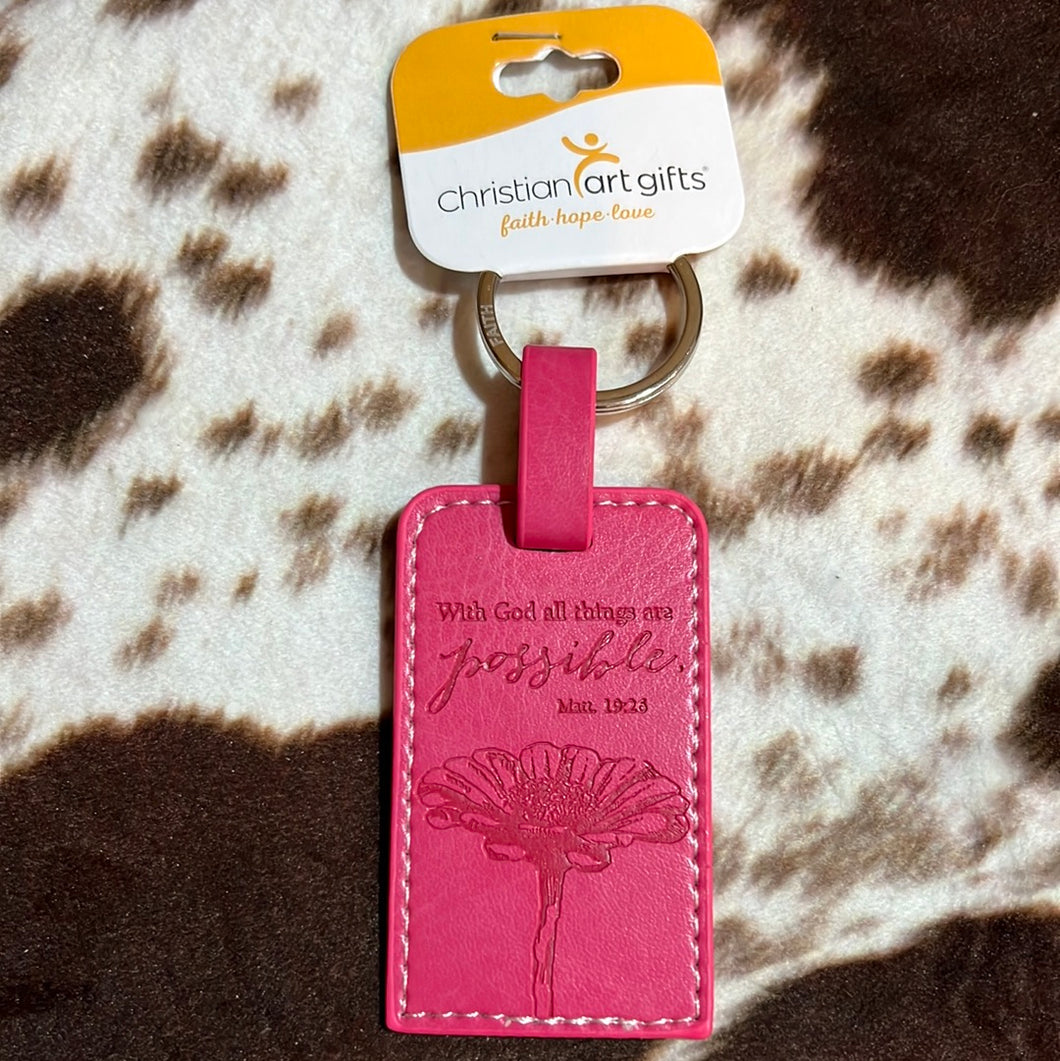 Christian art gifts®
faith·hope·love
FAITH
With God all things are
possible.
Matt. 19:26